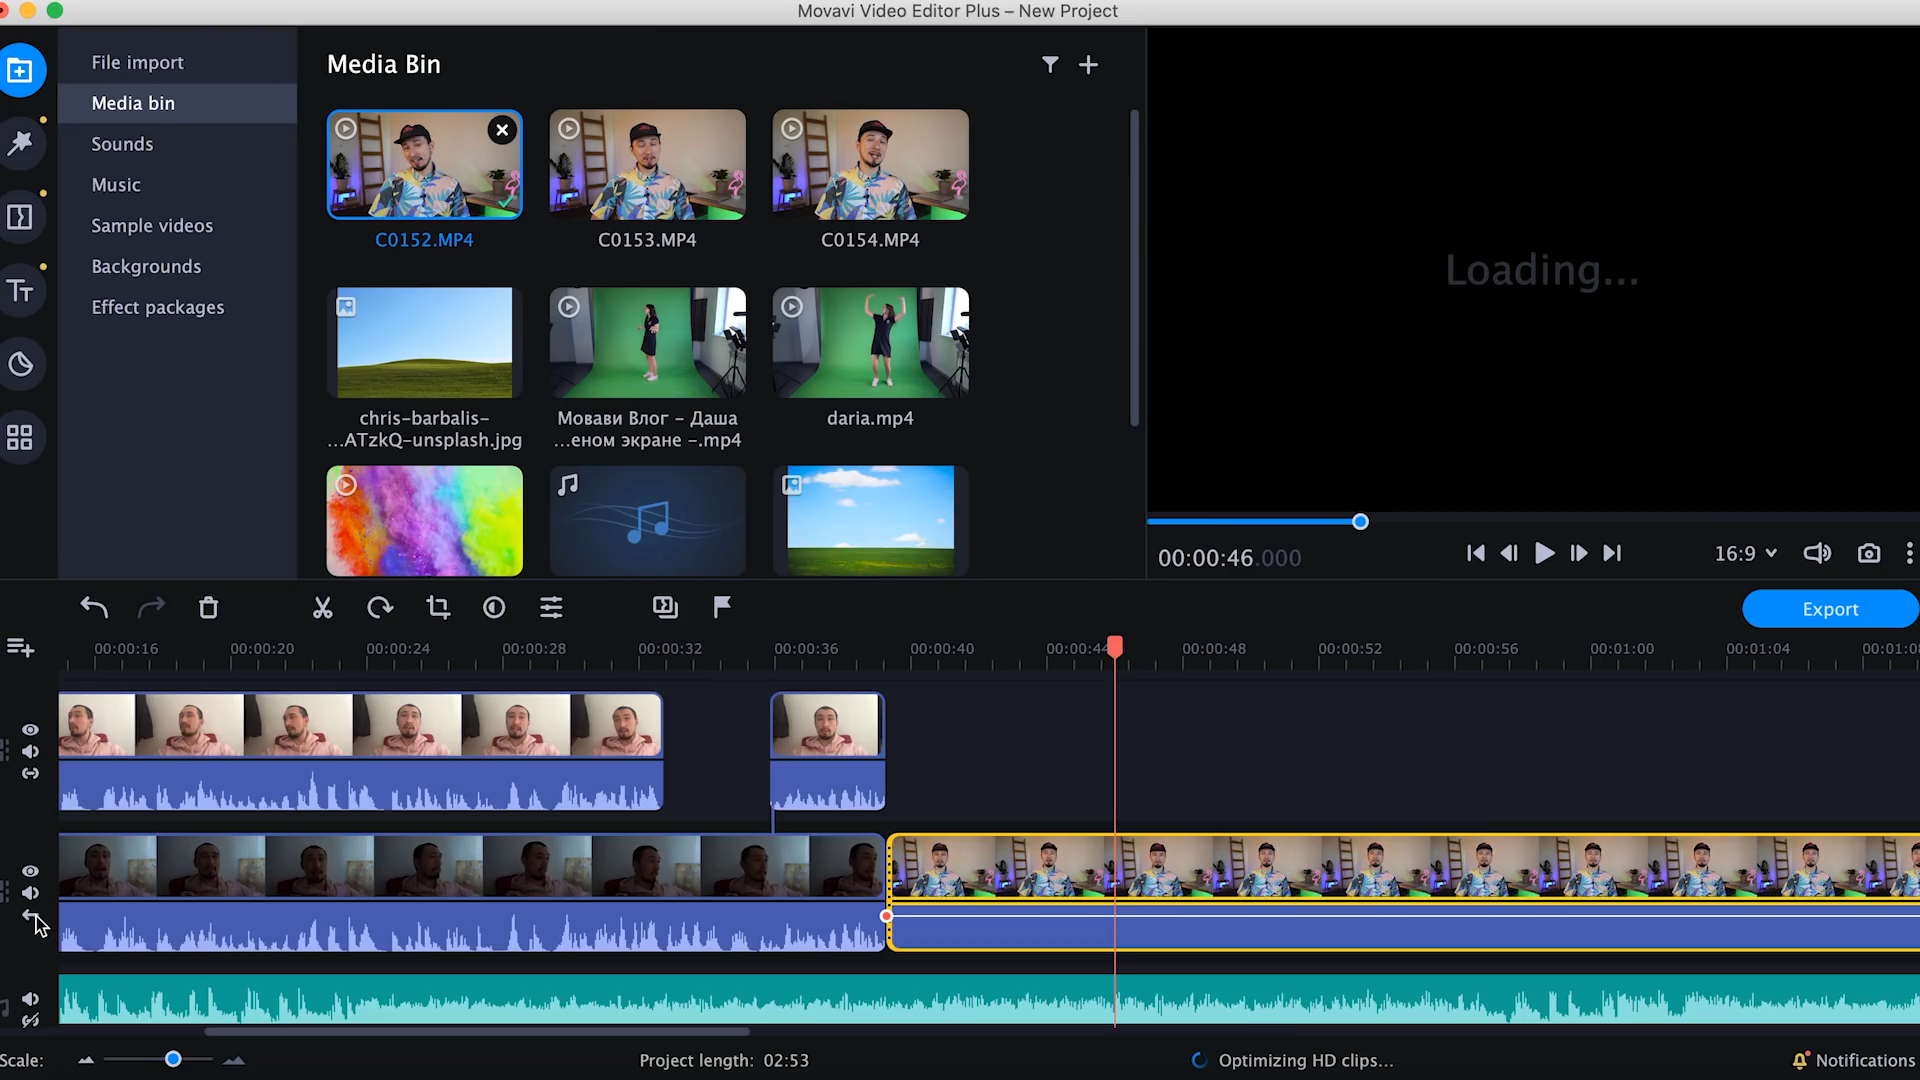 Movavi Video Editor Plus – New Project
File import
Media bin
Sounds
Music
Sample videos
Backgrounds
Effect packages
Media Bin
C0152.MP4
C0153.MP4
C0154.MP4
chris-barbalis-
...ATzkQ-unsplash.jpg
Мовави Влог – Даша
...еном экране –.mp4
daria.mp4
Loading...
00:00:46.000
16:9
Export
00:00:16
00:00:20
00:00:24
00:00:28
00:00:32
00:00:36
00:00:40
00:00:44
00:00:48
00:00:52
00:00:56
00:01:00
00:01:04
00:01:08
Scale:
Project length: 02:53
Optimizing HD clips...
Notifications